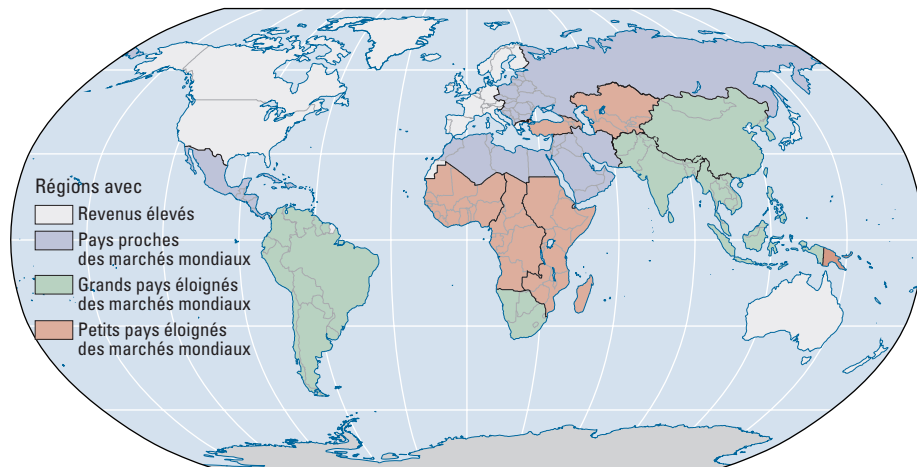 Régions avec
Revenus élevés
Pays proches
des marchés mondiaux
Grands pays éloignés
des marchés mondiaux
Petits pays éloignés
des marchés mondiaux